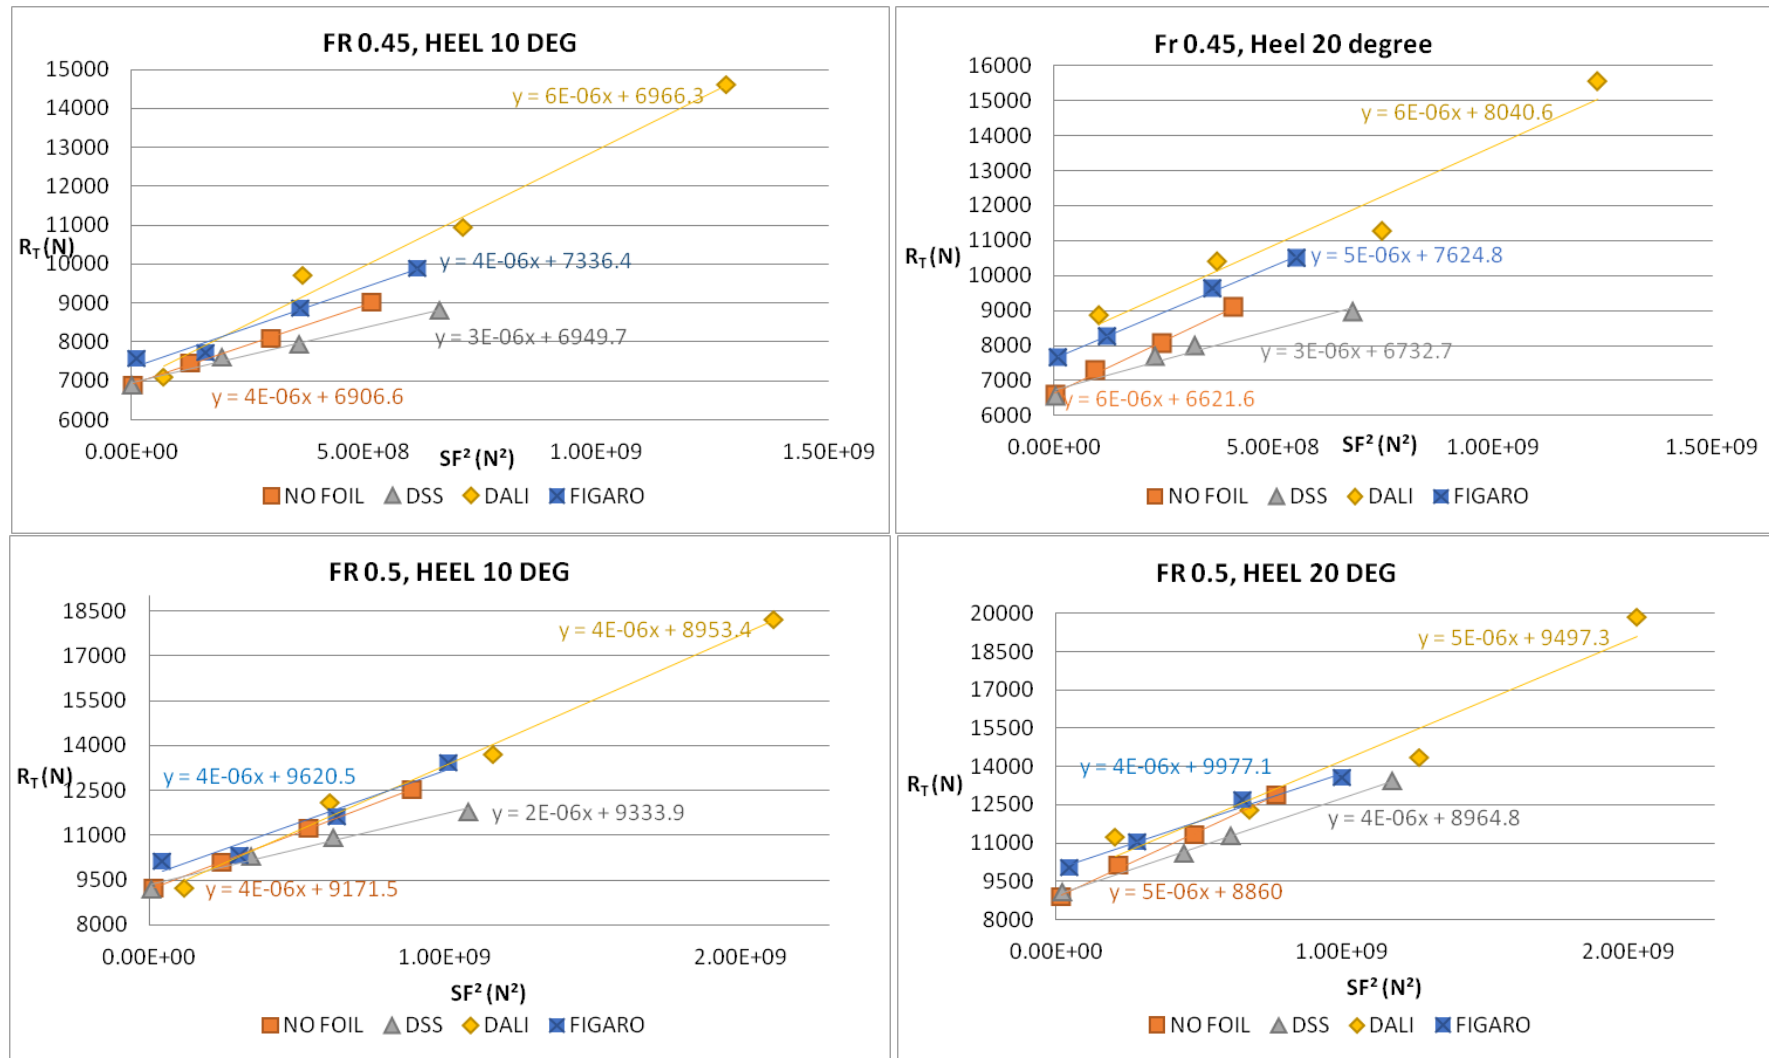 FR 0.45, HEEL 10 DEG
15000
14000
13000
12000
11000
10000
9000
8000
7000
6000
R_T (N)
y = 6E-06x + 6966.3
y = 4E-06x + 7336.4
y = 3E-06x + 6949.7
y = 4E-06x + 6906.6
0.00E+00 5.00E+08 1.00E+09 1.50E+09
SF² (N²)
NO FOIL DSS DALI FIGARO
Fr 0.45, Heel 20 degree
16000
15000
14000
13000
12000
11000
10000
9000
8000
7000
6000
R_T (N)
y = 6E-06x + 8040.6
y = 5E-06x + 7624.8
y = 3E-06x + 6732.7
y = 6E-06x + 6621.6
0.00E+00 5.00E+08 1.00E+09 1.50E+09
SF² (N²)
NO FOIL DSS DALI FIGARO
FR 0.5, HEEL 10 DEG
18500
17000
15500
14000
12500
11000
9500
8000
R_T (N)
y = 4E-06x + 8953.4
y = 4E-06x + 9620.5
y = 2E-06x + 9333.9
y = 4E-06x + 9171.5
0.00E+00 1.00E+09 2.00E+09
SF² (N²)
NO FOIL DSS DALI FIGARO
FR 0.5, HEEL 20 DEG
20000
18500
17000
15500
14000
12500
11000
9500
8000
R_T (N)
y = 5E-06x + 9497.3
y = 4E-06x + 9977.1
y = 4E-06x + 8964.8
y = 5E-06x + 8860
0.00E+00 1.00E+09 2.00E+09
SF² (N²)
NO FOIL DSS DALI FIGARO